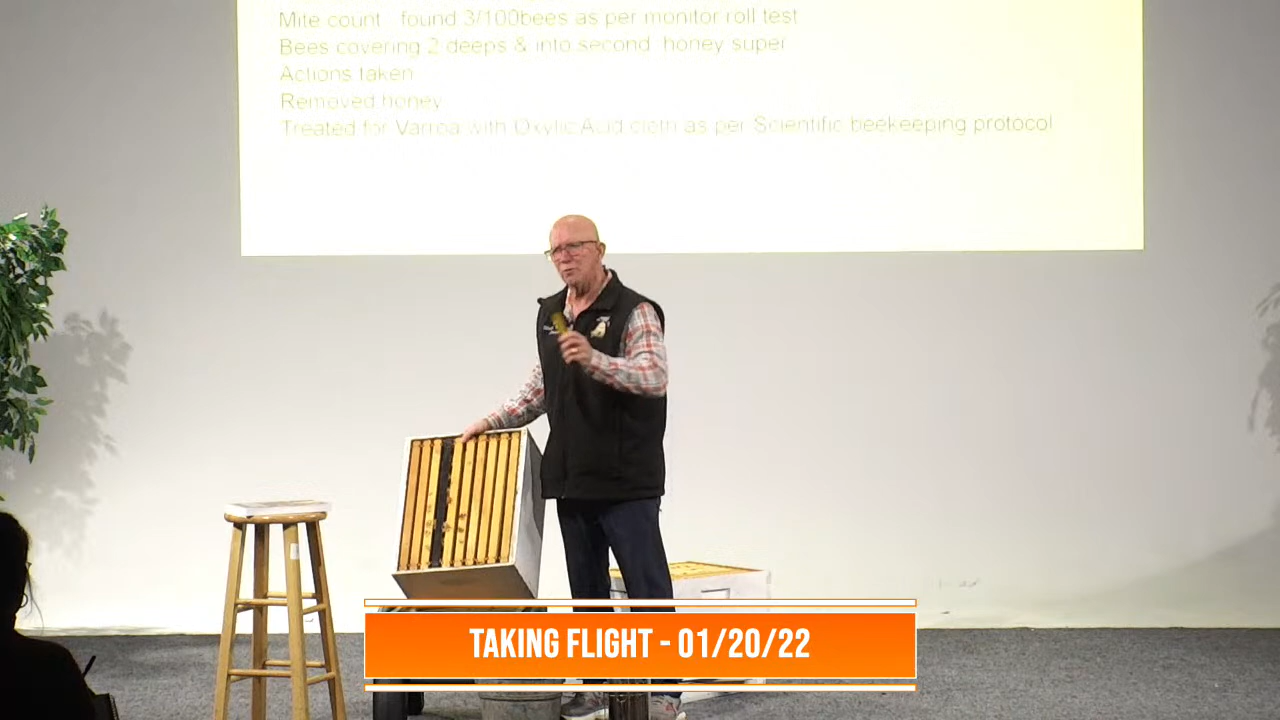 Mite count found 3/100bees as per monitor roll test
Bees covering 2 deeps & into second honey super
Actions taken
Removed honey
Treated for Varroa with Oxylic Acid cloth as per Scientific beekeeping protocol
TAKING FLIGHT - 01/20/22